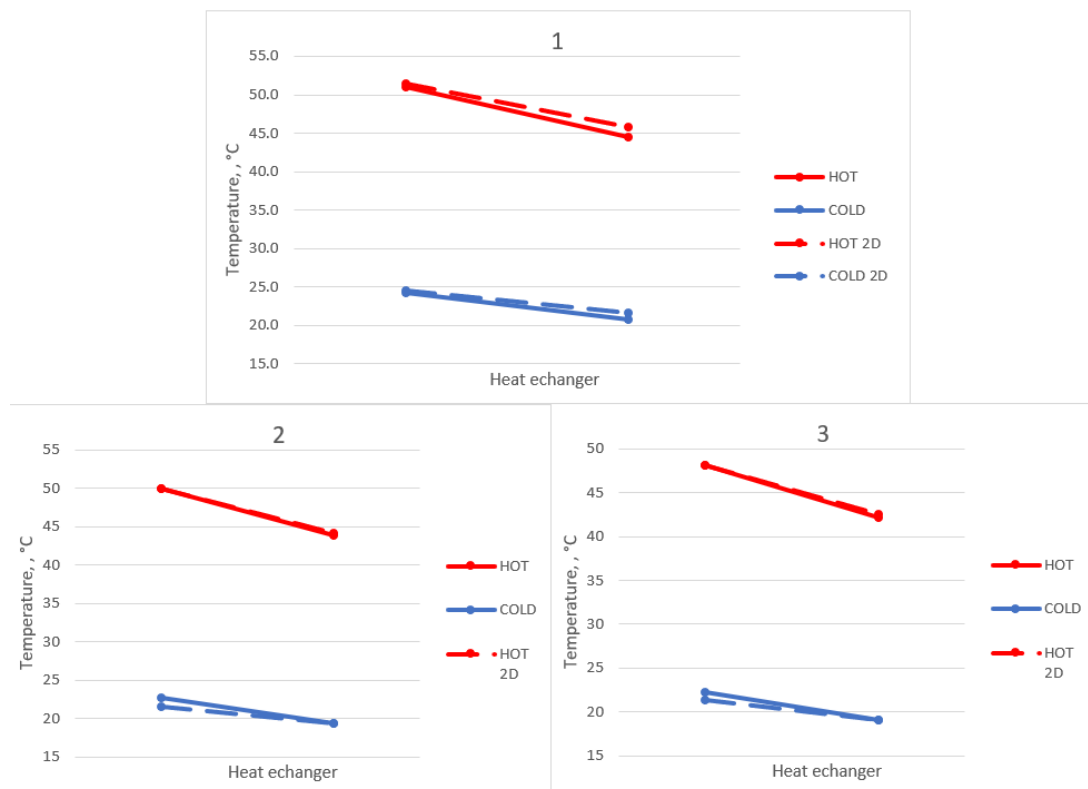 1
55.0
50.0
45.0
40.0
35.0
30.0
25.0
20.0
15.0
Temperature, , °C
Heat echanger
HOT
COLD
HOT 2D
COLD 2D
2
55
50
45
40
35
30
25
20
15
Temperature, , °C
Heat echanger
HOT
COLD
HOT
2D
3
50
45
40
35
30
25
20
15
Temperature, , °C
Heat echanger
HOT
COLD
HOT
2D